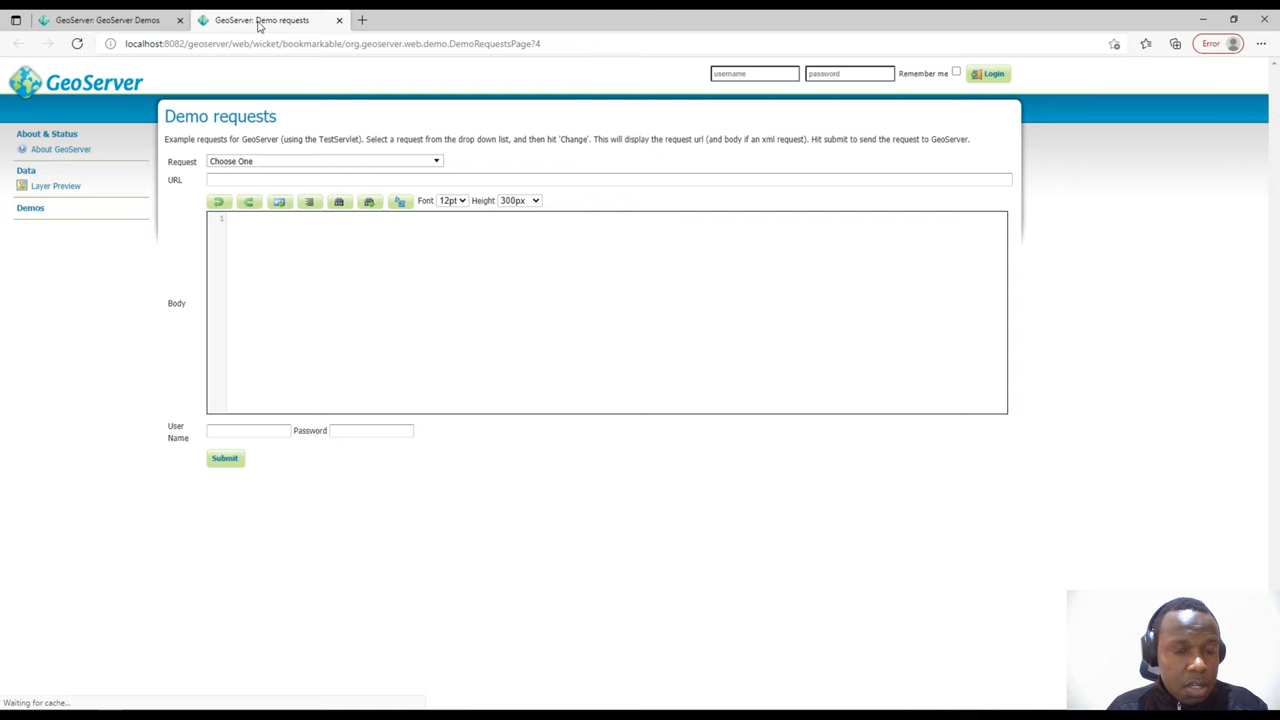 GeoServer: GeoServer Demos
GeoServer: Demo requests
localhost:8082/geoserver/web/wicket/bookmarkable/org.geoserver.web.demo.DemoRequestsPage?4
Error
GeoServer
username
password
Remember me
Login
About & Status
About GeoServer
Data
Layer Preview
Demos
Demo requests
Example requests for GeoServer (using the TestServlet). Select a request from the drop down list, and then hit 'Change'. This will display the request url (and body if an xml request). Hit submit to send the request to GeoServer.
Request Choose One
URL
Font 12pt Height 300px
1
Body
User Name
Password
Submit
Waiting for cache...